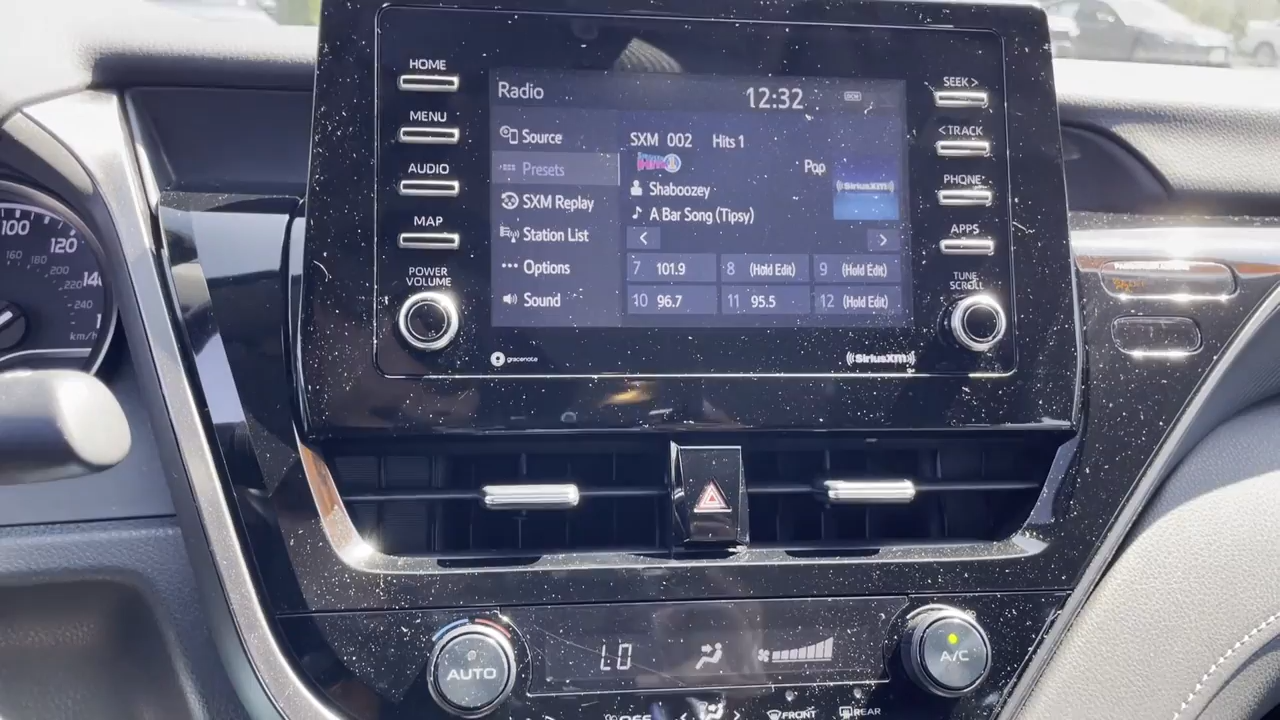 HOME
MENU
AUDIO
MAP
POWER
VOLUME
Radio
12:32
DCM
Source
Presets
SXM Replay
Station List
Options
Sound
SXM 002 Hits 1
Pop
SiriusXM
Shaboozey
A Bar Song (Tipsy)
< >
7 101.9 8 (Hold Edit) 9 (Hold Edit)
10 96.7 11 95.5 12 (Hold Edit)
gracenote
SiriusXM
SEEK >
< TRACK
PHONE
APPS
TUNE
SCROLL
100
120
140
160
180
200
220
240
km/h
AUTO
LO
A/C
OFF
< >
FRONT
REAR